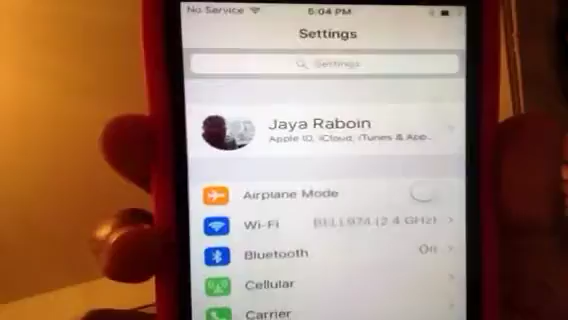 No Service 5:04 PM
Settings
Settings
Jaya Raboin
Apple ID, iCloud, iTunes & App...
Airplane Mode
Wi-Fi BELL974 (2.4 GHz)
Bluetooth On
Cellular
Carrier